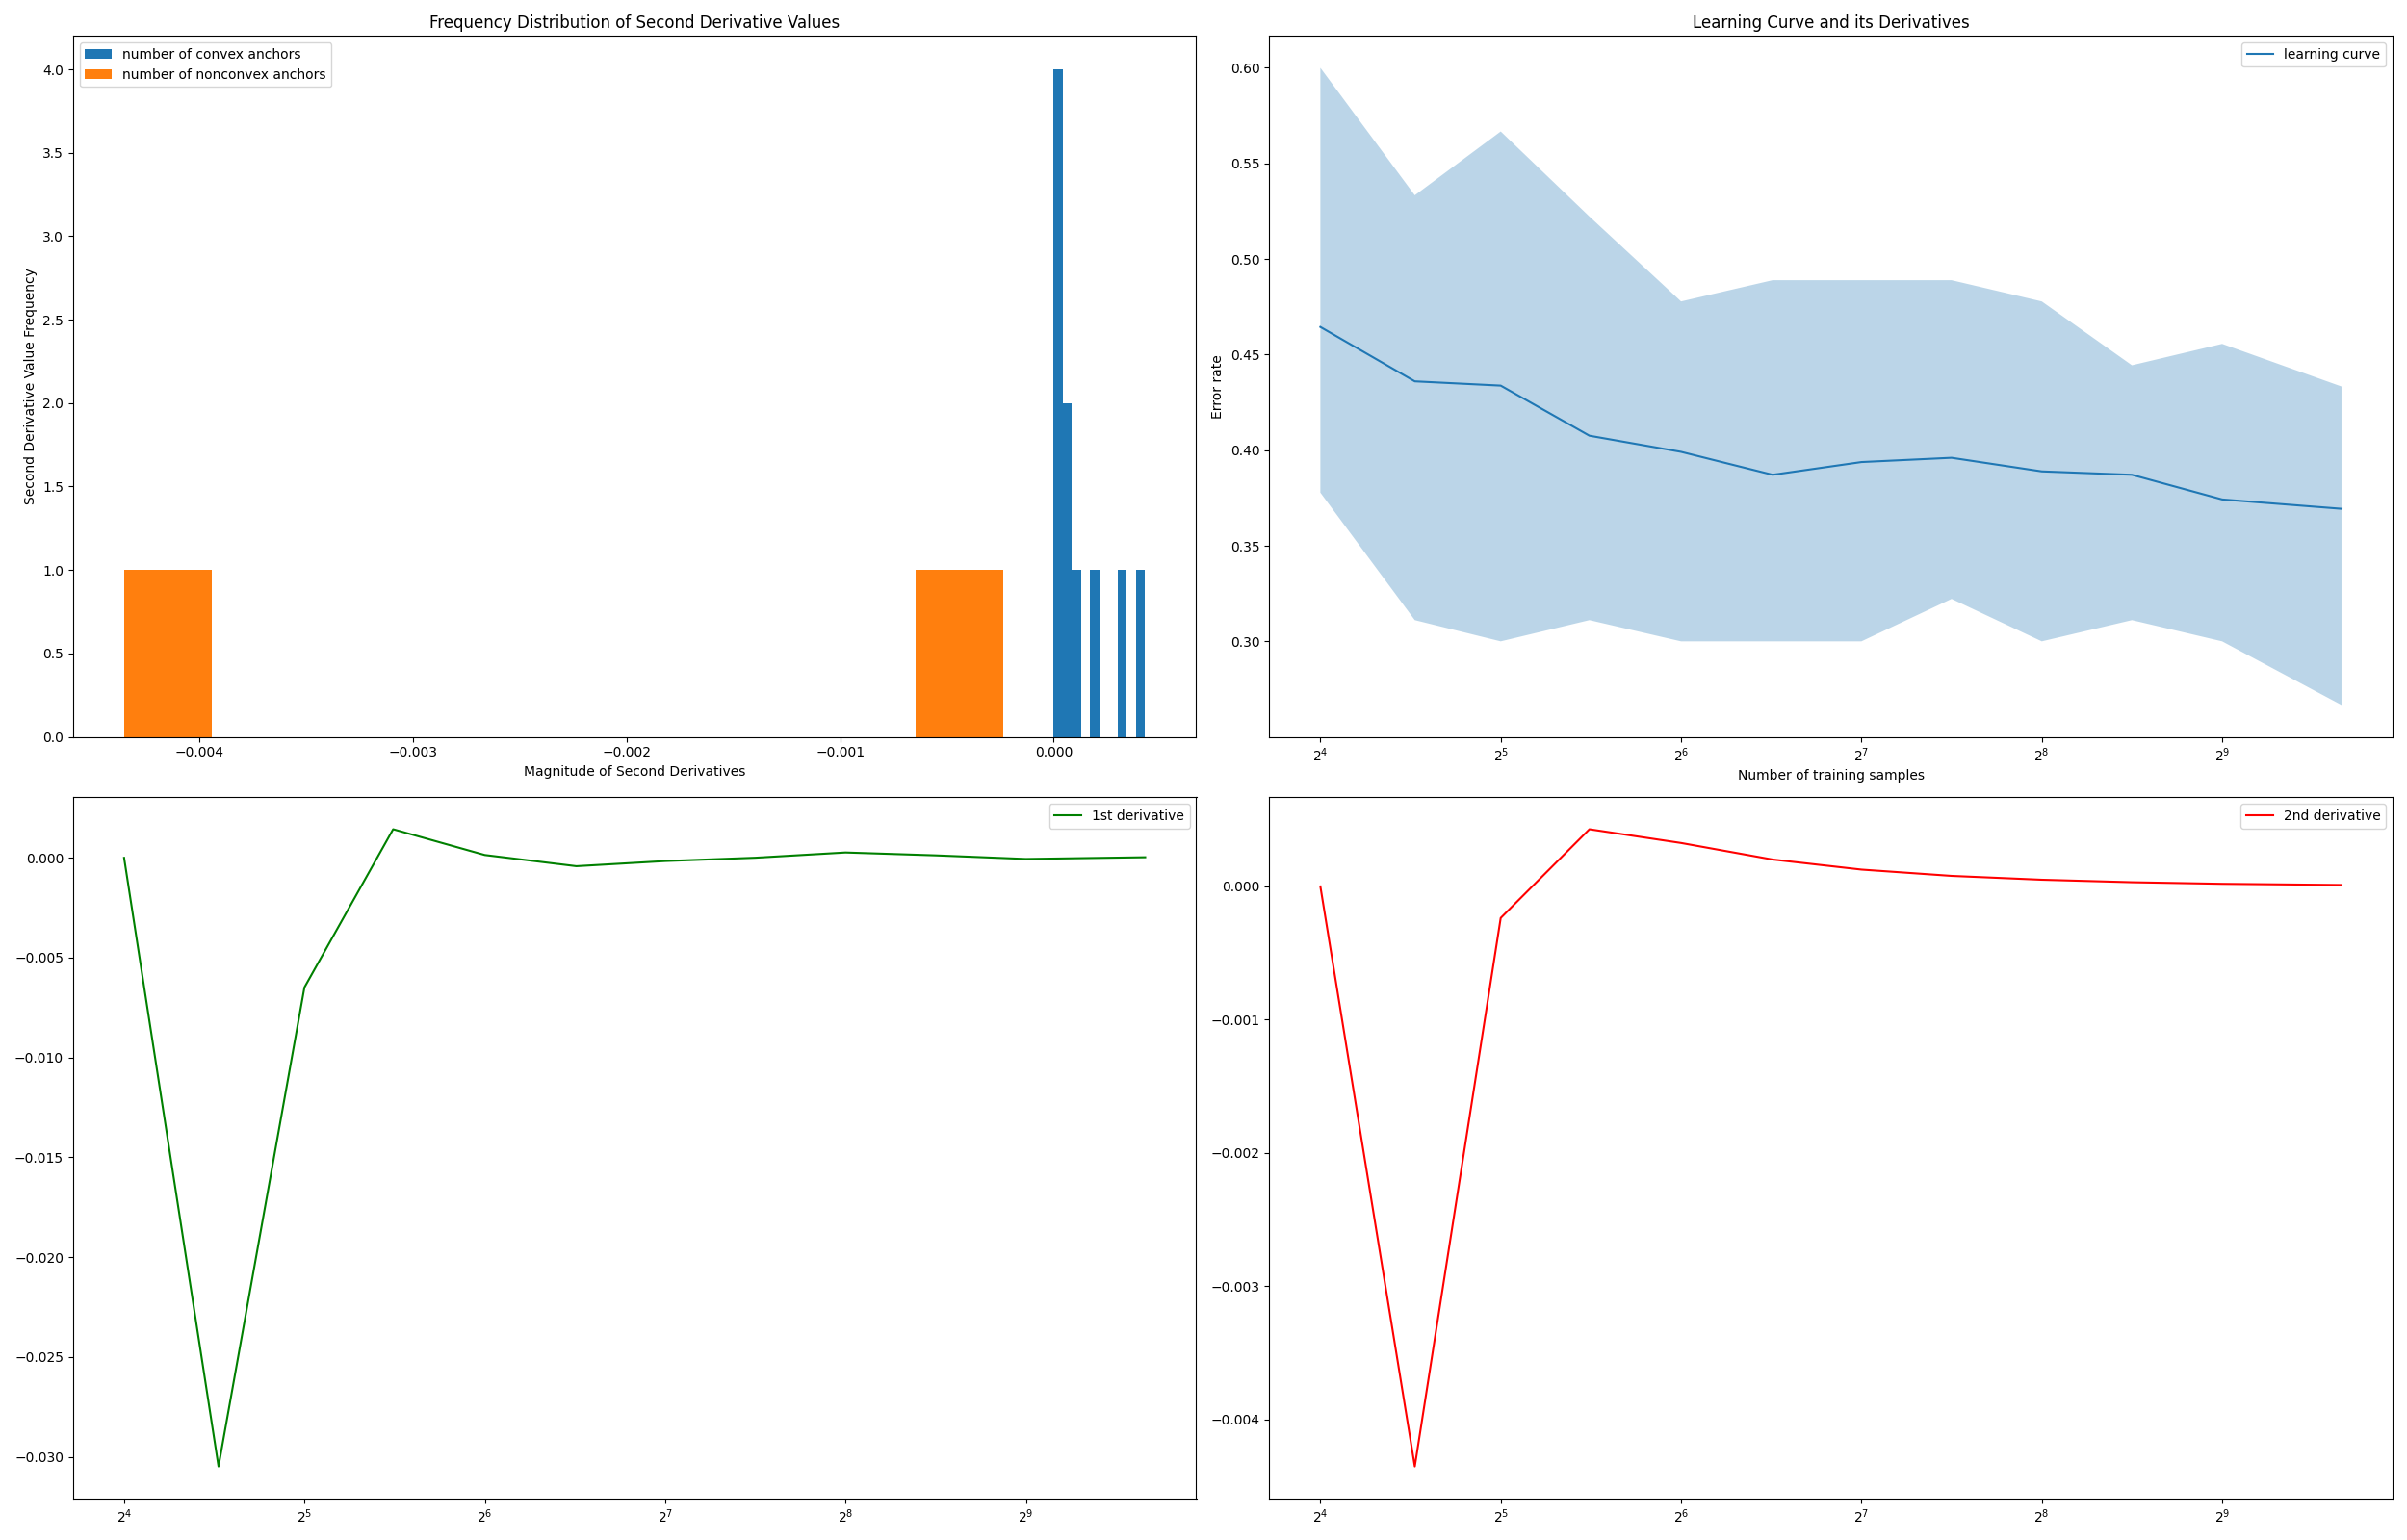 Frequency Distribution of Second Derivative Values
number of convex anchors
number of nonconvex anchors
4.0
3.5
3.0
2.5
2.0
1.5
1.0
0.5
0.0
Second Derivative Value Frequency
−0.004 −0.003 −0.002 −0.001 0.000
Magnitude of Second Derivatives
Learning Curve and its Derivatives
learning curve
0.60
0.55
0.50
0.45
0.40
0.35
0.30
Error rate
2⁴ 2⁵ 2⁶ 2⁷ 2⁸ 2⁹
Number of training samples
1st derivative
0.000
−0.005
−0.010
−0.015
−0.020
−0.025
−0.030
2⁴ 2⁵ 2⁶ 2⁷ 2⁸ 2⁹
2nd derivative
0.000
−0.001
−0.002
−0.003
−0.004
2⁴ 2⁵ 2⁶ 2⁷ 2⁸ 2⁹